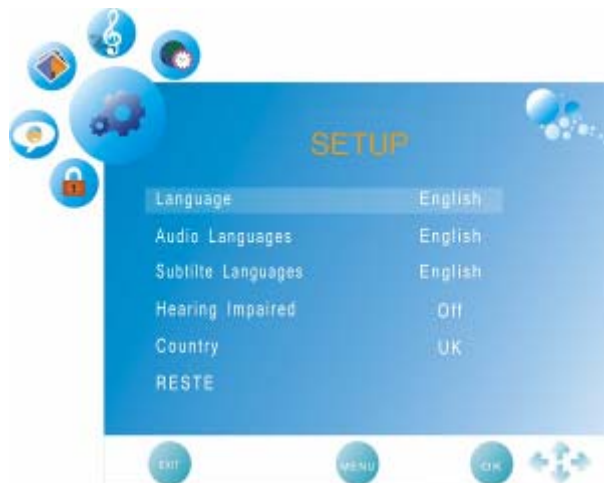 SETUP
Language English
Audio Languages English
Subtilte Languages English
Hearing Impaired Off
Country UK
RESTE
EXIT MENU OK